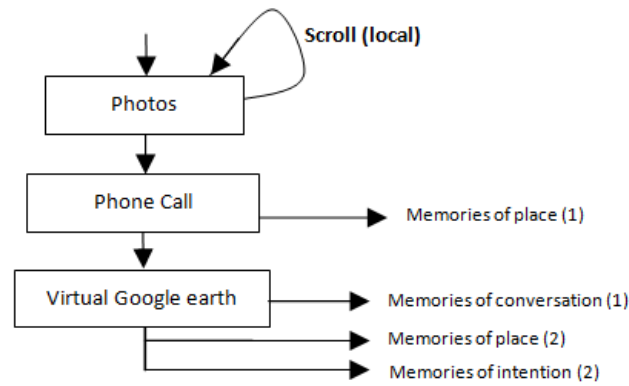 Scroll (local)
Photos
Phone Call
Memories of place (1)
Virtual Google earth
Memories of conversation (1)
Memories of place (2)
Memories of intention (2)